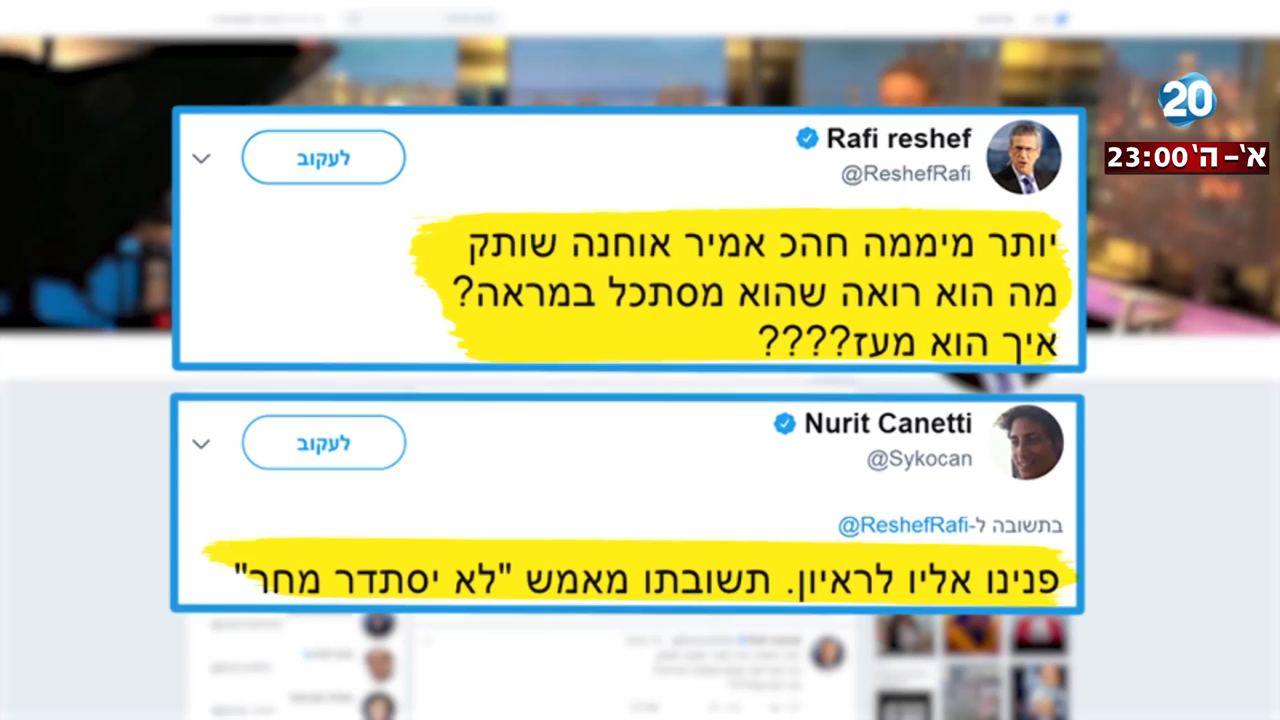 20
א'-ה' 23:00
Rafi reshef
@ReshefRafi
לעקוב
יותר מיממה חהכ אמיר אוחנה שותק
מה הוא רואה שהוא מסתכל במראה?
איך הוא מעז????
Nurit Canetti
@Sykocan
לעקוב
בתשובה ל-@ReshefRafi
פנינו אליו לראיון. תשובתו מאמש "לא יסתדר מחר"